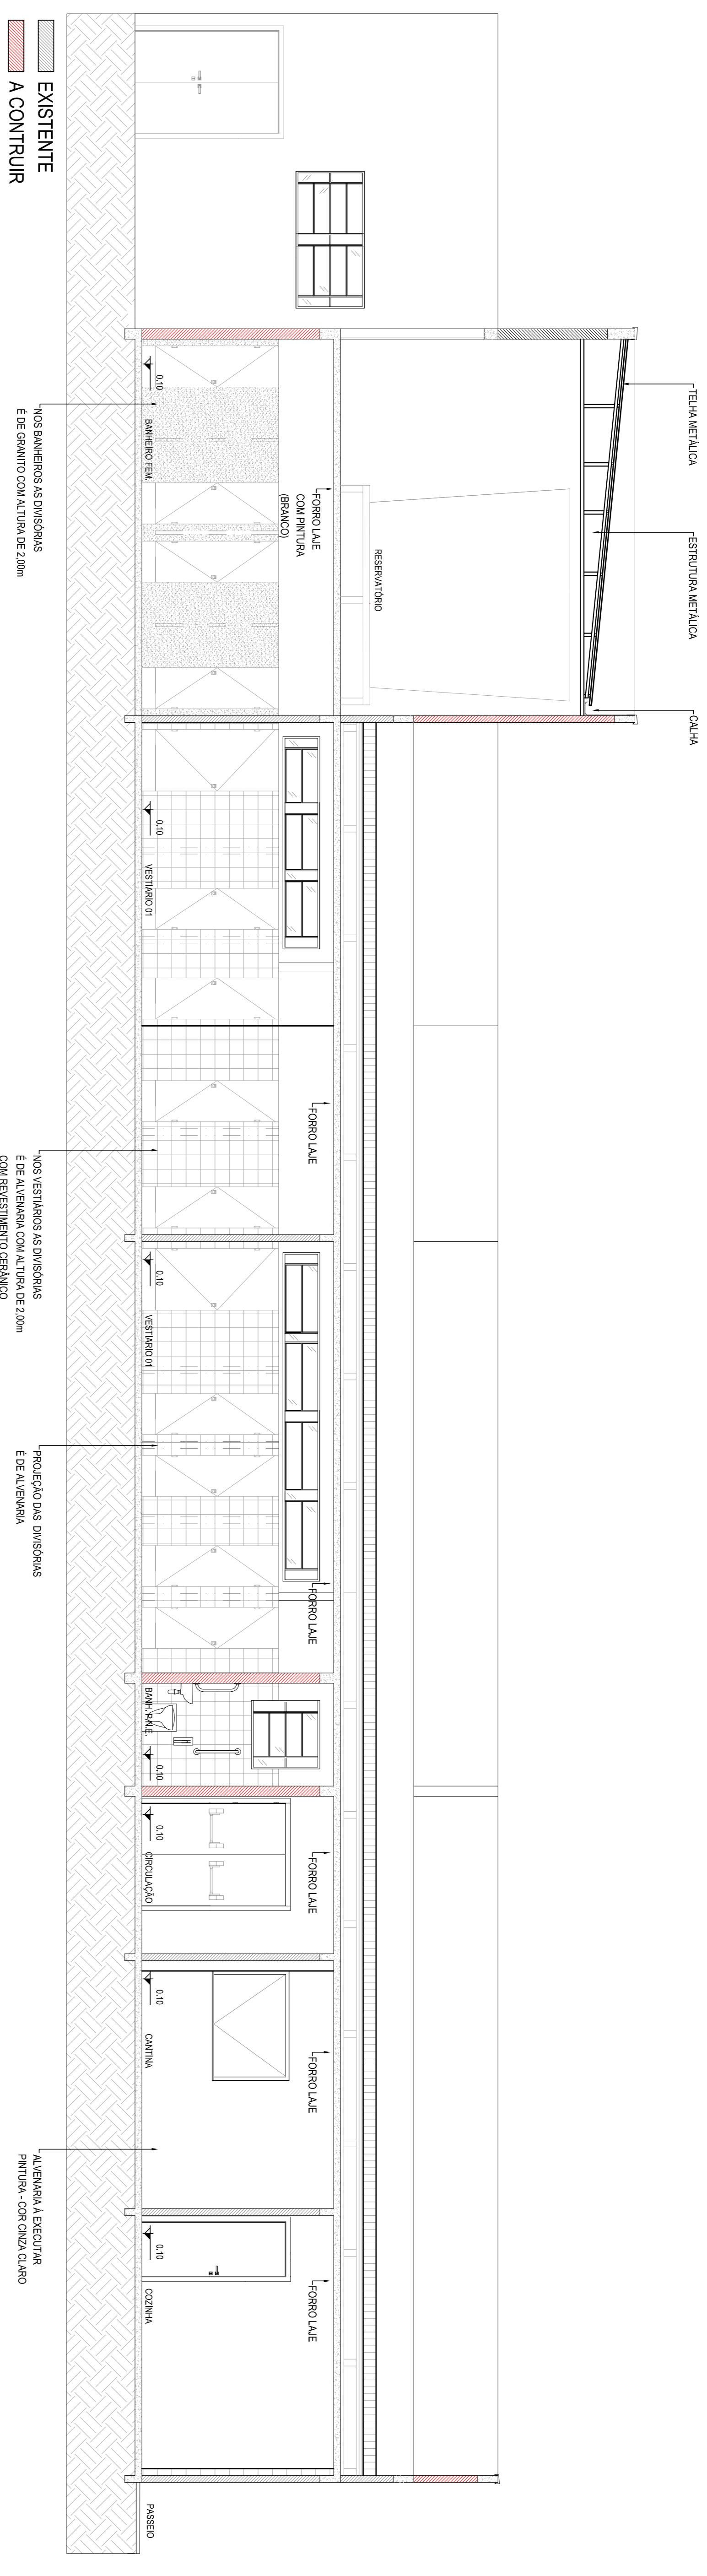 TELHA METÁLICA
ESTRUTURA METÁLICA
CALHA
RESERVATÓRIO
FORRO LAJE
COM PINTURA
(BRANCO)
FORRO LAJE
FORRO LAJE
FORRO LAJE
FORRO LAJE
FORRO LAJE
0.10
BANHEIRO FEM.
0.10
VESTIARIO 01
0.10
VESTIARIO 01
BANH. P.N.E.
0.10
0.10
CIRCULAÇÃO
0.10
CANTINA
0.10
COZINHA
PASSEIO
NOS BANHEIROS AS DIVISÓRIAS
É DE GRANITO COM ALTURA DE 2,00m
NOS VESTIÁRIOS AS DIVISÓRIAS
É DE ALVENARIA COM ALTURA DE 2,00m
COM REVESTIMENTO CERÂNICO
PROJEÇÃO DAS DIVISÓRIAS
É DE ALVENARIA
ALVENARIA À EXECUTAR
PINTURA - COR CINZA CLARO
EXISTENTE
A CONTRUIR